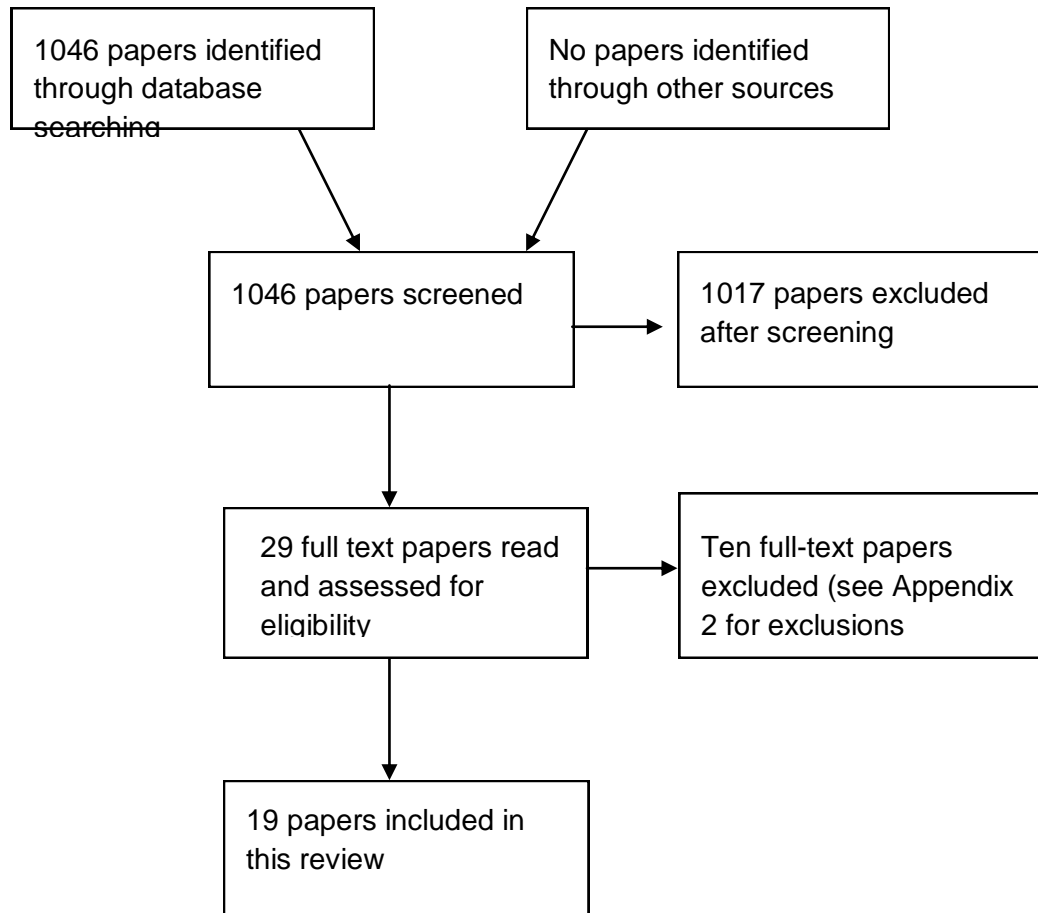 1046 papers identified
through database
searching
No papers identified
through other sources
1046 papers screened
1017 papers excluded
after screening
29 full text papers read
and assessed for
eligibility
Ten full-text papers
excluded (see Appendix
2 for exclusions
19 papers included in
this review